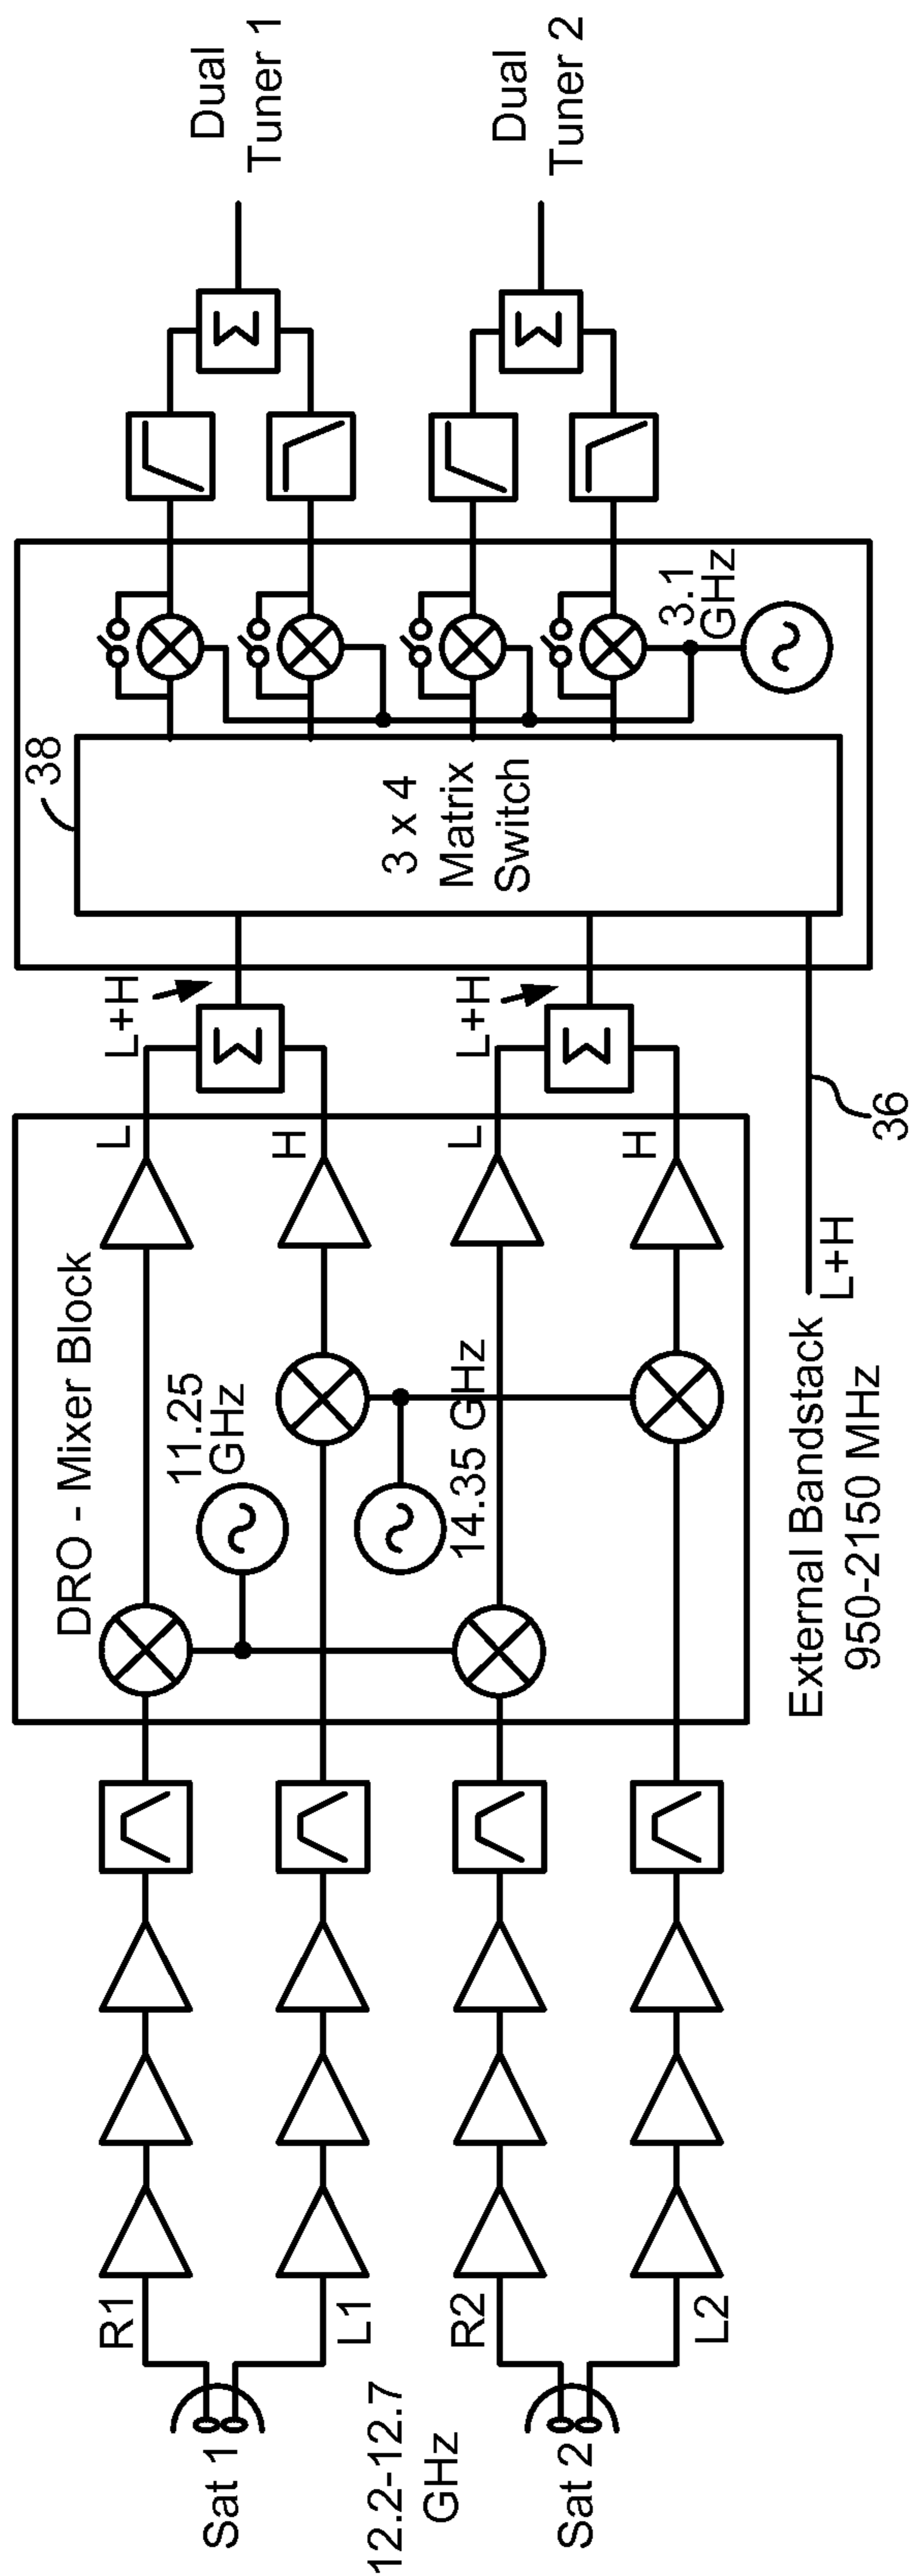 Sat 1
R1
L1
12.2-12.7
GHz
Sat 2
R2
L2
DRO - Mixer Block
11.25
GHz
14.35 GHz
L
H
L
H
L+H
L+H
External Bandstack
950-2150 MHz
L+H
36
38
3 x 4
Matrix
Switch
3.1
GHz
Σ
Σ
Σ
Σ
Dual
Tuner 1
Dual
Tuner 2